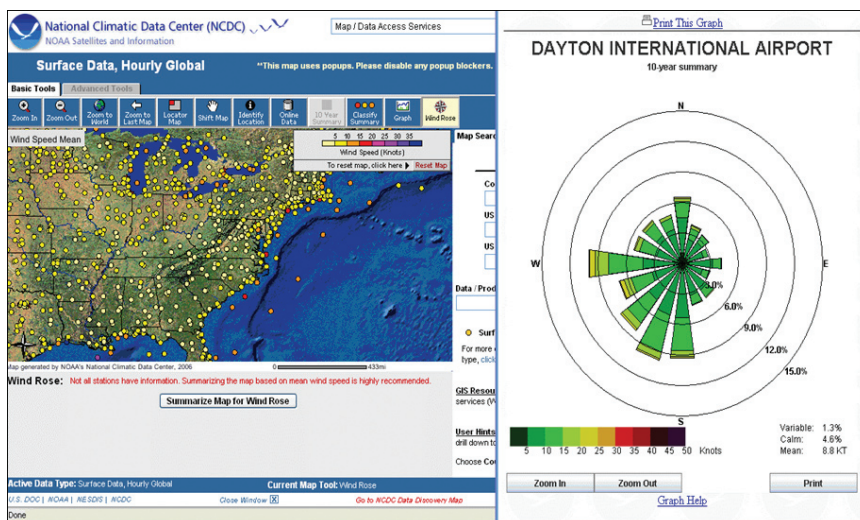 National Climatic Data Center (NCDC)
NOAA Satellites and Information
Map / Data Access Services
Surface Data, Hourly Global
**This map uses popups. Please disable any popup blockers.
Basic Tools
Advanced Tools
Zoom In
Zoom Out
Zoom to World
Zoom to Last Map
Locator Map
Shift Map
Identify Location
Online Data
10 Year Summary
Classify Summary
Graph
Wind Rose
Wind Speed Mean
5 10 15 20 25 30 35
Wind Speed (Knots)
To reset map, click here
Reset Map
Map Sear
Co
US
US
Data / Prod
Surf
For more
type, click
Map generated by NOAA's National Climatic Data Center, 2006
0
433mi
Wind Rose: Not all stations have information. Summarizing the map based on mean wind speed is highly recommended.
Summarize Map for Wind Rose
GIS Resou
services (W
User Hints
drill down to
Choose Cou
Active Data Type: Surface Data, Hourly Global
Current Map Tool: Wind Rose
U.S. DOC | NOAA | NESDIS | NCDC
Close Window X
Go to NCDC Data Discovery Map
Done
Print This Graph
DAYTON INTERNATIONAL AIRPORT
10-year summary
N
W
E
S
3.0%
6.0%
9.0%
12.0%
15.0%
5 10 15 20 25 30 35 40 45 50 Knots
Variable: 1.3%
Calm: 4.6%
Mean: 8.8 KT
Zoom In
Zoom Out
Print
Graph Help